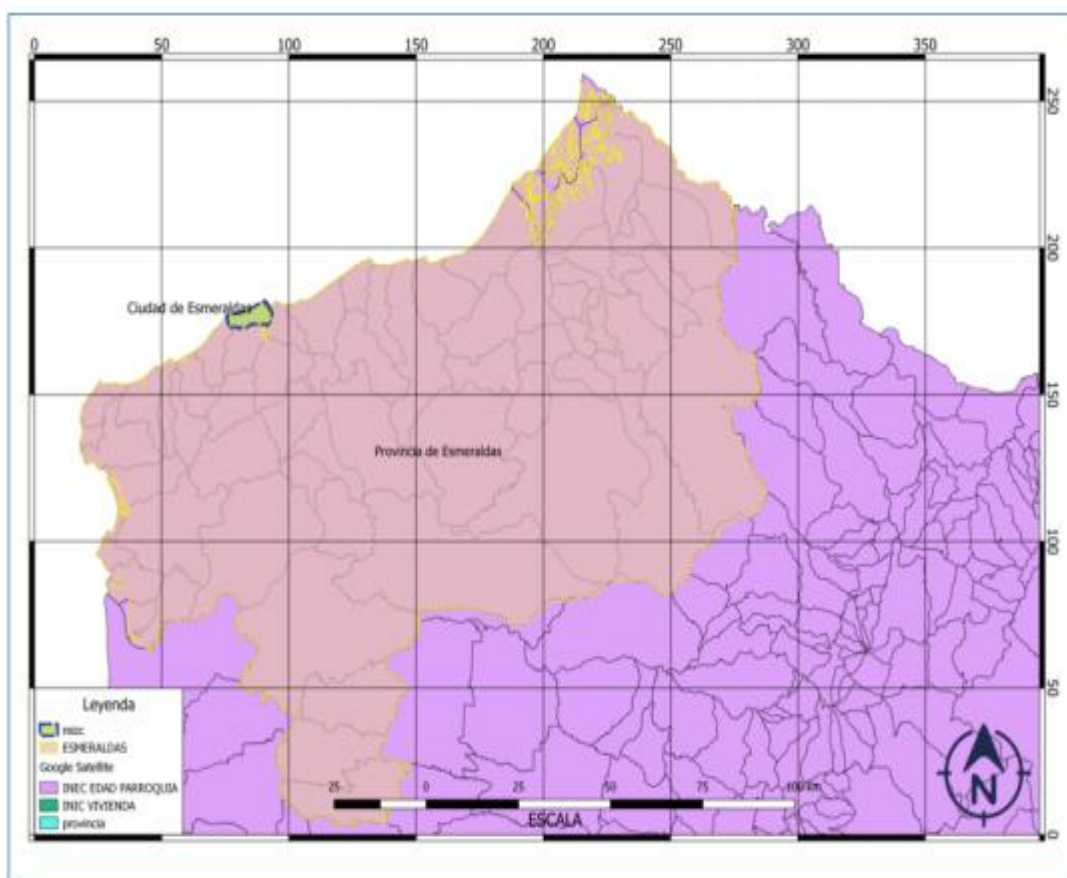 0 50 100 150 200 250 300 350
250
200
Ciudad de Esmeraldas
150
Provincia de Esmeraldas
100
50
Leyenda
mizc
ESMERALDAS
Google Satellite
INEC EDAD PARROQUIA
INIC VIVIENDA
provincia
25 0 25 50 75 100 km
ESCALA
N
0